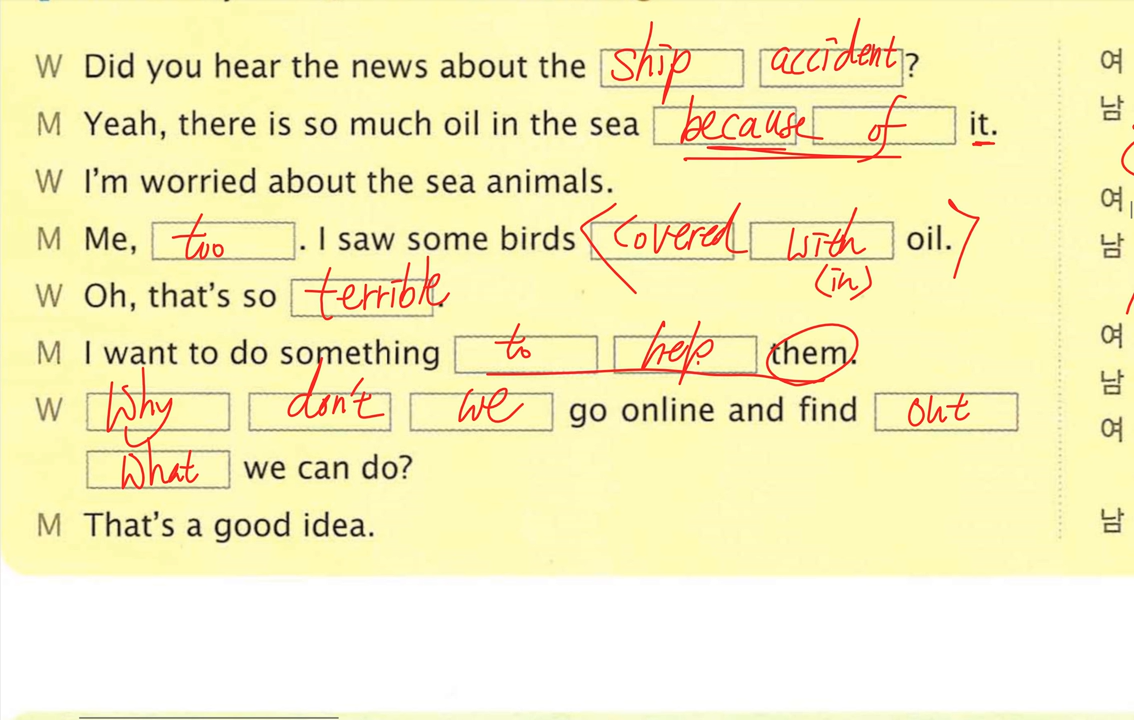 W Did you hear the news about the ship accident?
M Yeah, there is so much oil in the sea because of it.
W I'm worried about the sea animals.
M Me, too. I saw some birds <covered with oil.>
(in)
W Oh, that's so terrible.
M I want to do something to help them.
W Why don't we go online and find out
what we can do?
M That's a good idea.
여
남
여
남
여
남
여
남